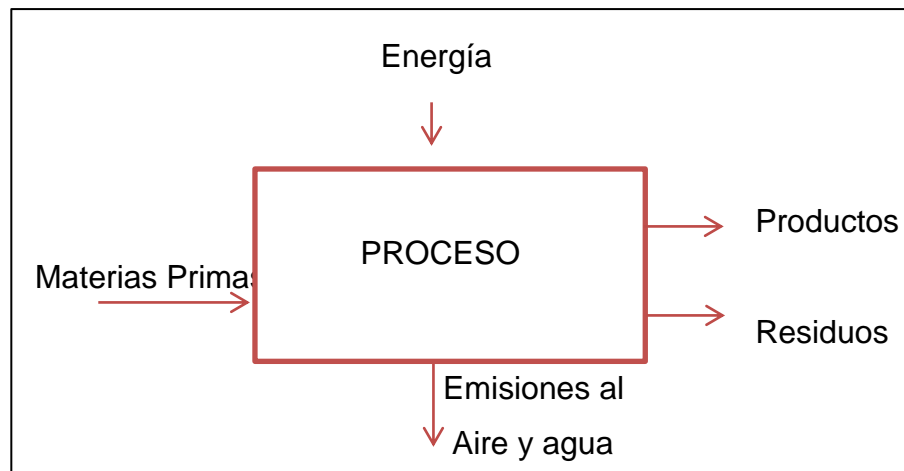 Energía
Productos
PROCESO
Materias Primas
Residuos
Emisiones al
Aire y agua